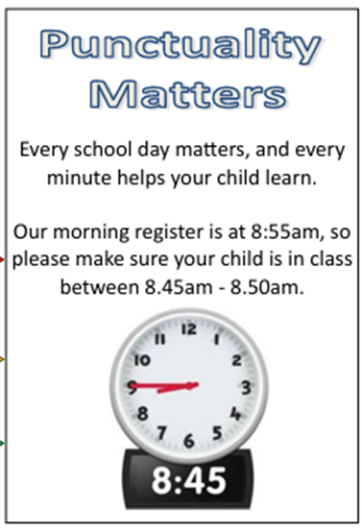 Punctuality
Matters
Every school day matters, and every
minute helps your child learn.
Our morning register is at 8:55am, so
please make sure your child is in class
between 8.45am - 8.50am.
11 12 1
10 2
9 3
8 4
7 6 5
8:45